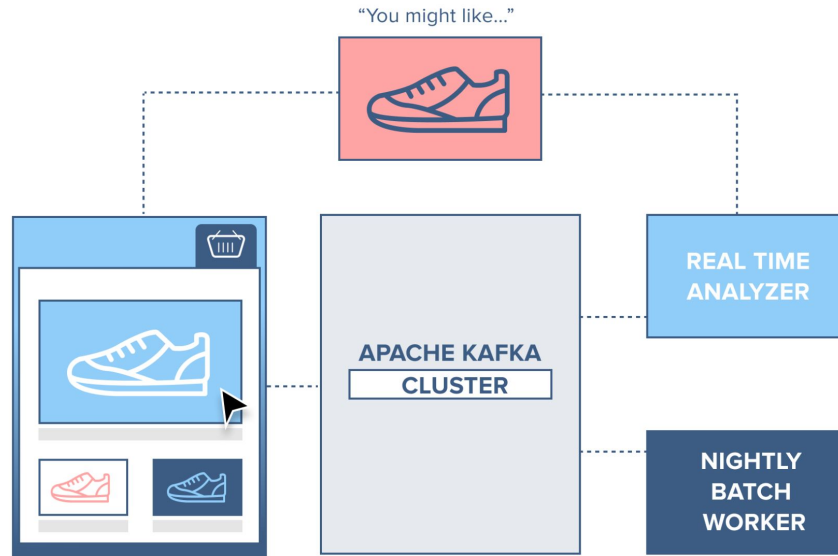 “You might like...”
REAL TIME
ANALYZER
APACHE KAFKA
CLUSTER
NIGHTLY
BATCH
WORKER